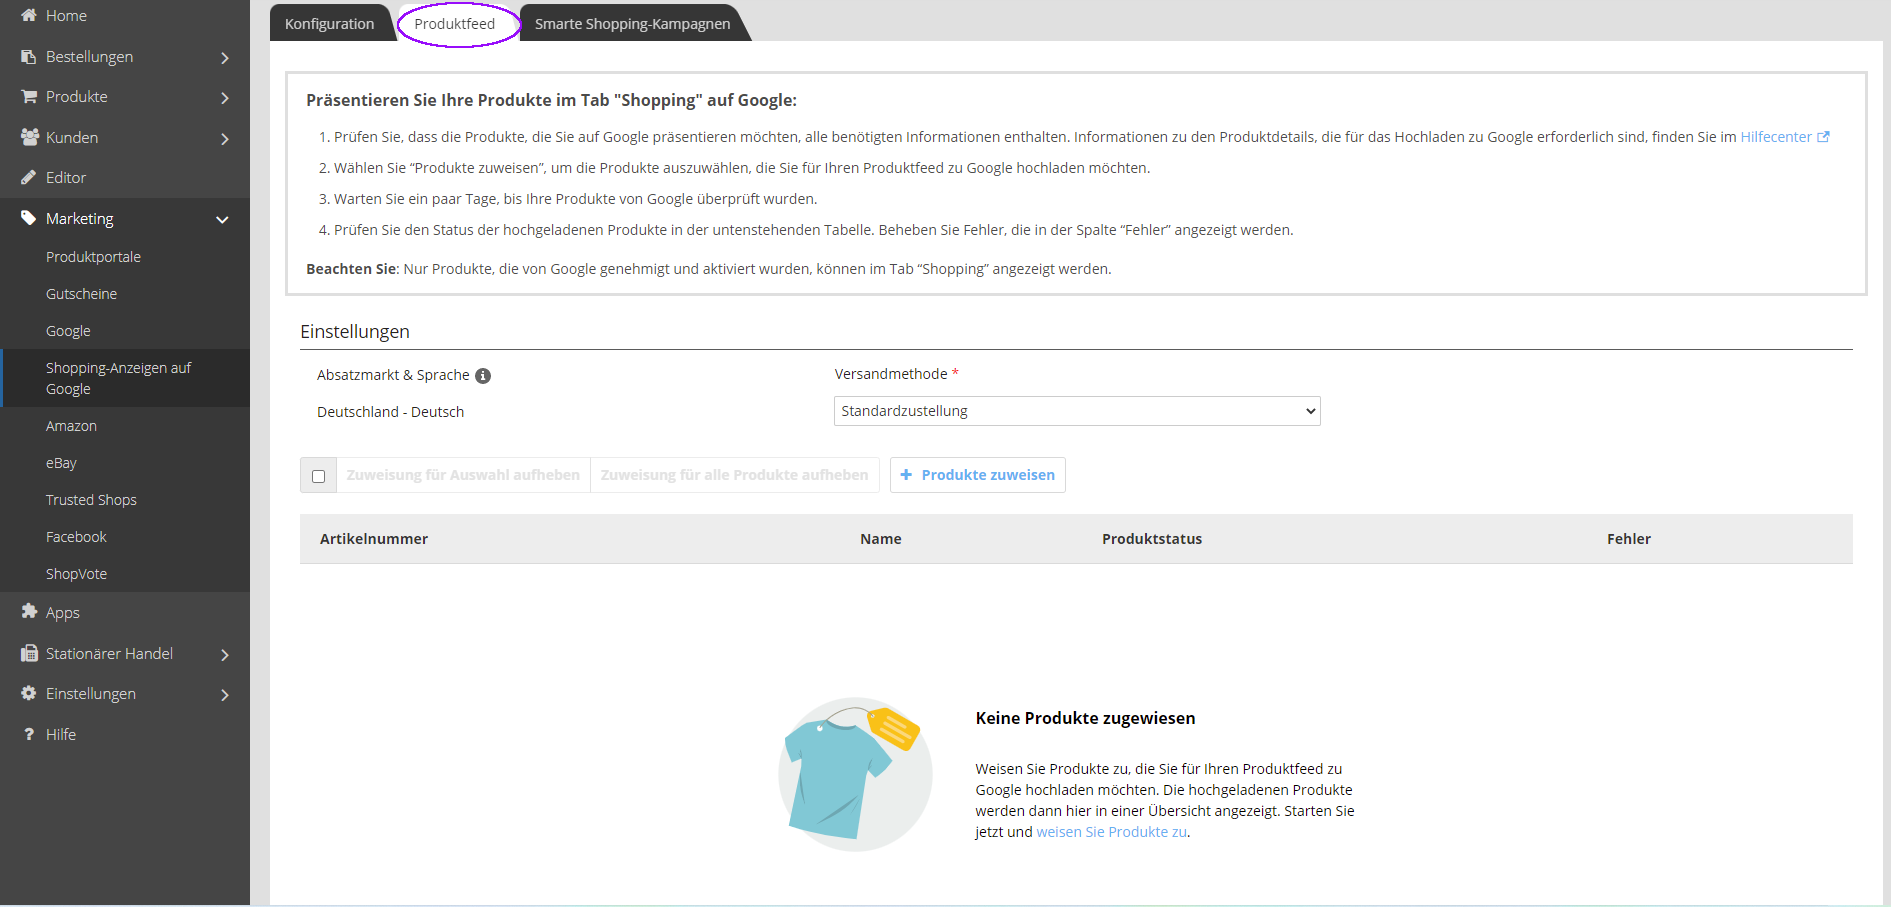 Home
Bestellungen
Produkte
Kunden
Editor
Marketing
Produktportale
Gutscheine
Google
Shopping-Anzeigen auf
Google
Amazon
eBay
Trusted Shops
Facebook
ShopVote
Apps
Stationärer Handel
Einstellungen
? Hilfe
Konfiguration
Produktfeed
Smarte Shopping-Kampagnen
Präsentieren Sie Ihre Produkte im Tab "Shopping" auf Google:
1. Prüfen Sie, dass die Produkte, die Sie auf Google präsentieren möchten, alle benötigten Informationen enthalten. Informationen zu den Produktdetails, die für das Hochladen zu Google erforderlich sind, finden Sie im Hilfecenter
2. Wählen Sie “Produkte zuweisen”, um die Produkte auszuwählen, die Sie für Ihren Produktfeed zu Google hochladen möchten.
3. Warten Sie ein paar Tage, bis Ihre Produkte von Google überprüft wurden.
4. Prüfen Sie den Status der hochgeladenen Produkte in der untenstehenden Tabelle. Beheben Sie Fehler, die in der Spalte “Fehler” angezeigt werden.
Beachten Sie: Nur Produkte, die von Google genehmigt und aktiviert wurden, können im Tab “Shopping” angezeigt werden.
Einstellungen
Absatzmarkt & Sprache
Deutschland - Deutsch
Versandmethode *
Standardzustellung
Zuweisung für Auswahl aufheben
Zuweisung für alle Produkte aufheben
+ Produkte zuweisen
Artikelnummer
Name
Produktstatus
Fehler
Keine Produkte zugewiesen
Weisen Sie Produkte zu, die Sie für Ihren Produktfeed zu
Google hochladen möchten. Die hochgeladenen Produkte
werden dann hier in einer Übersicht angezeigt. Starten Sie
jetzt und weisen Sie Produkte zu.